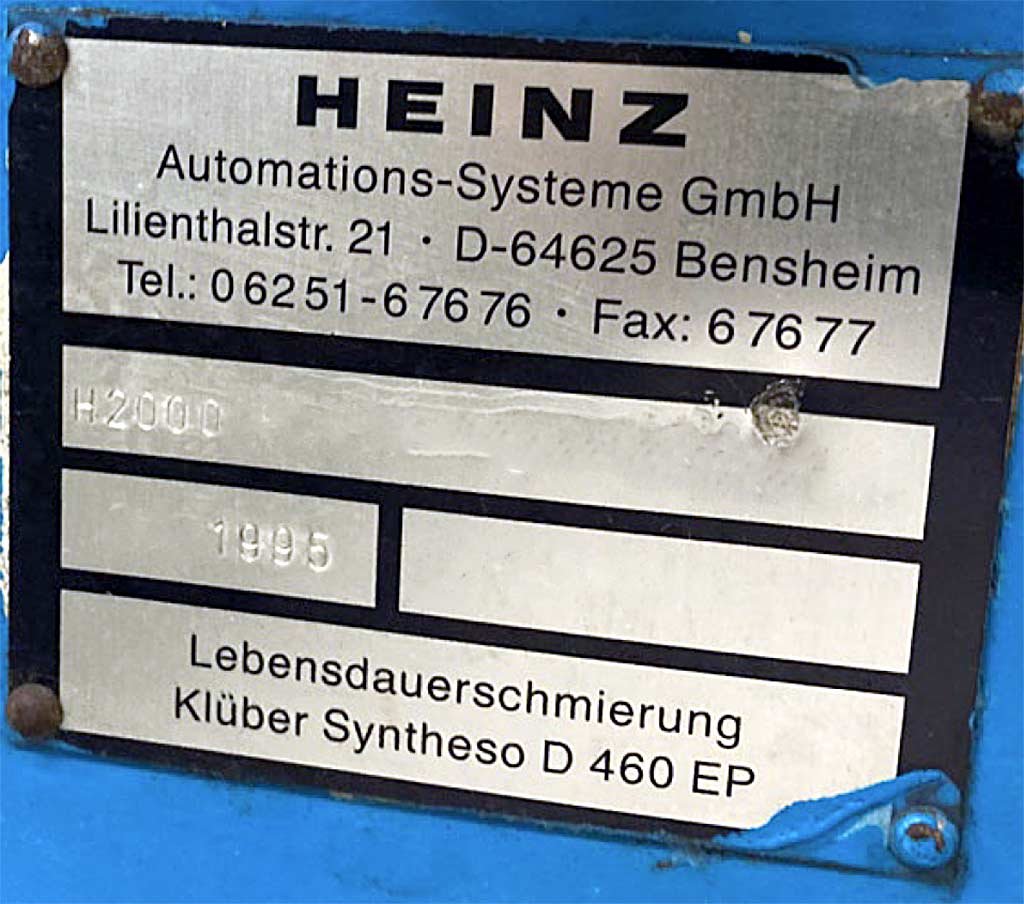 HEINZ
Automations-Systeme GmbH
Lilienthalstr. 21 · D-64625 Bensheim
Tel.: 06251-67676 · Fax: 67677
H2000
1995
Lebensdauerschmierung
Klüber Syntheso D 460 EP